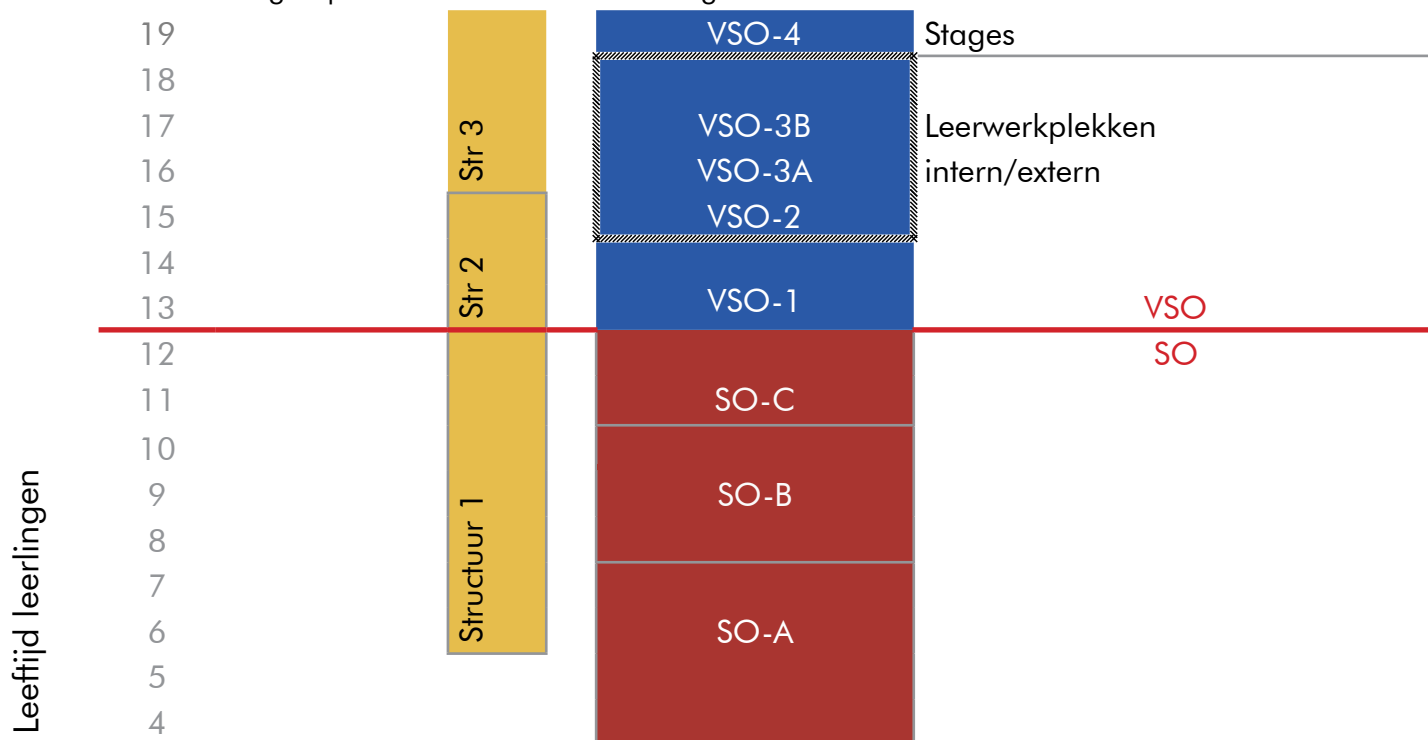 19 VSO-4 Stages
18
17 VSO-3B Leerwerkplekken
Str 3
16 VSO-3A intern/extern
15 VSO-2
14
Str 2
13 VSO-1 VSO
12 SO
11 SO-C
10
9 SO-B
8
7
Structuur 1
6 SO-A
5
4
Leeftijd leerlingen